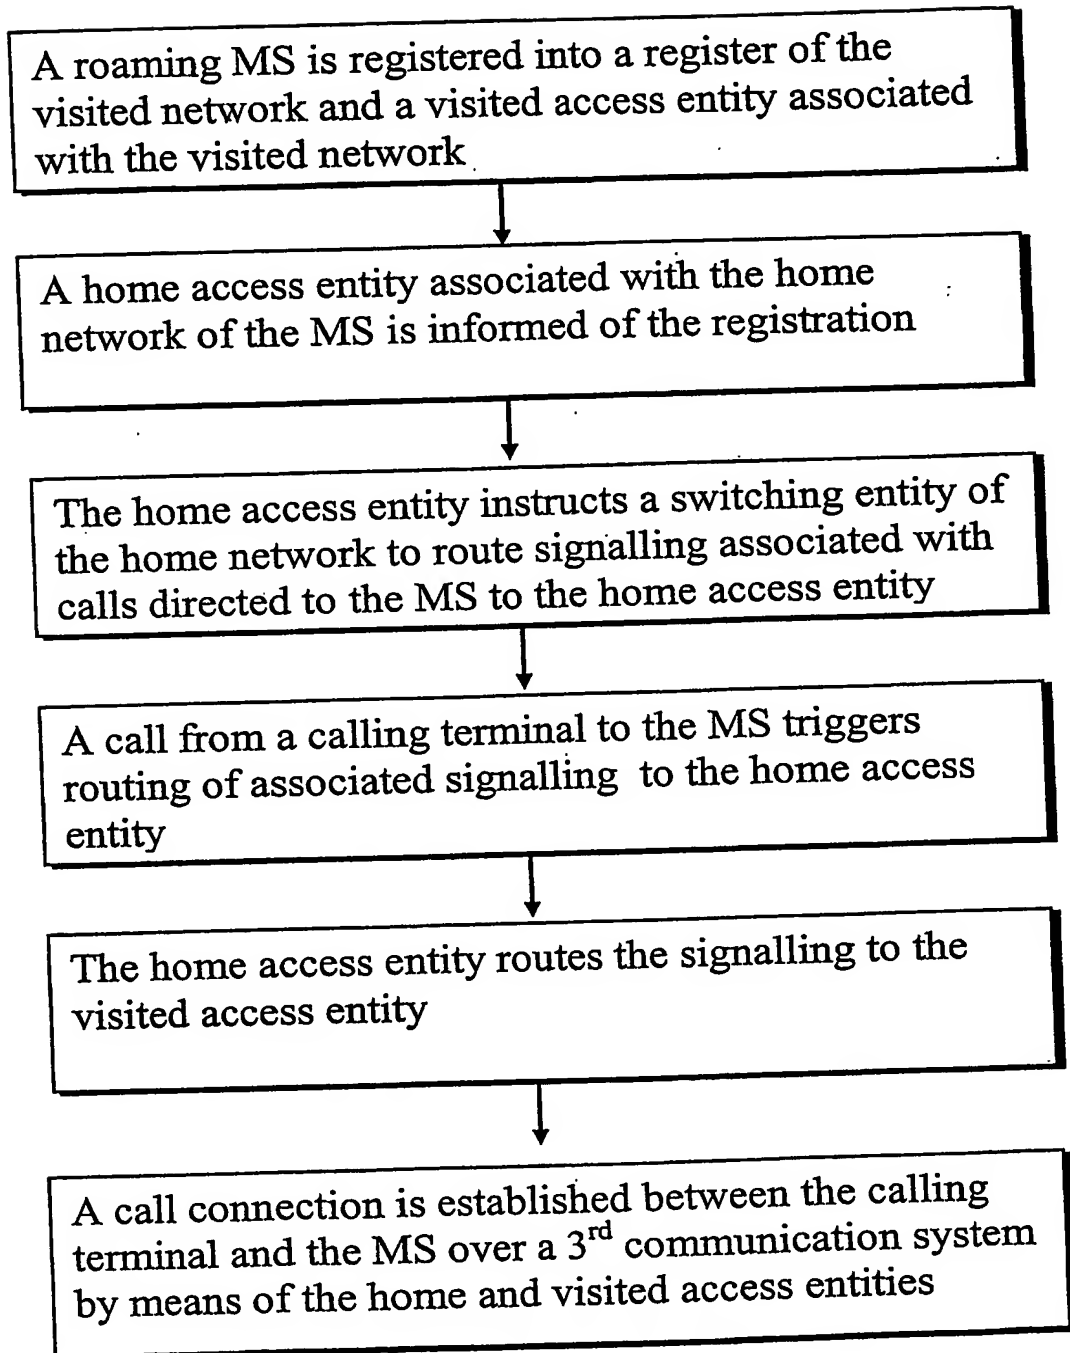 A roaming MS is registered into a register of the
visited network and a visited access entity associated
with the visited network
A home access entity associated with the home
network of the MS is informed of the registration
The home access entity instructs a switching entity of
the home network to route signalling associated with
calls directed to the MS to the home access entity
A call from a calling terminal to the MS triggers
routing of associated signalling to the home access
entity
The home access entity routes the signalling to the
visited access entity
A call connection is established between the calling
terminal and the MS over a 3rd communication system
by means of the home and visited access entities